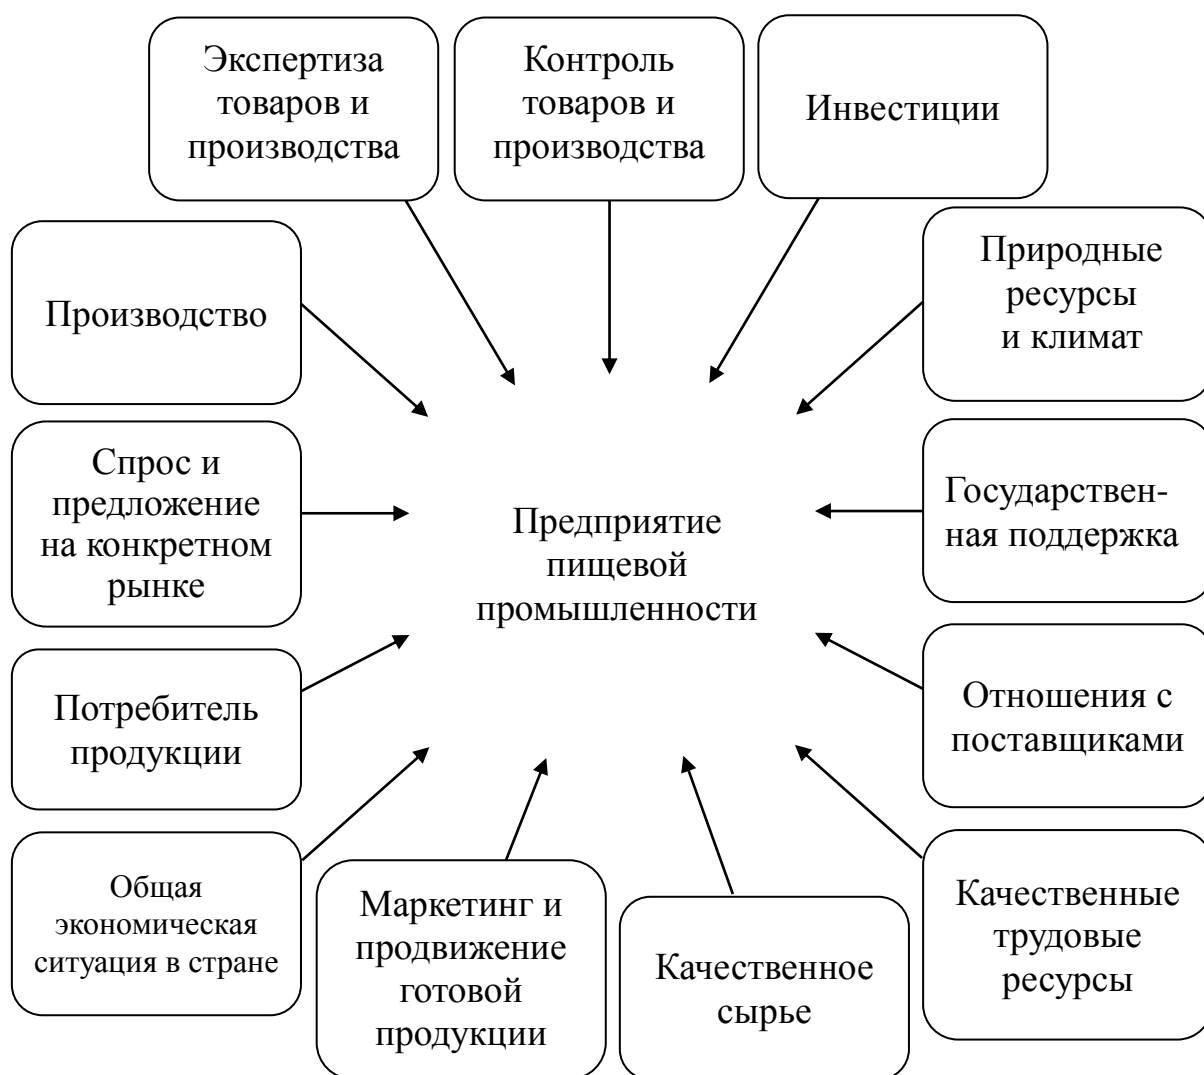 Экспертиза
товаров и
производства
Контроль
товаров и
производства
Инвестиции
Природные
ресурсы
и климат
Производство
Спрос и
предложение
на конкретном
рынке
Государствен-
ная поддержка
Предприятие
пищевой
промышленности
Потребитель
продукции
Отношения с
поставщиками
Общая
экономическая
ситуация в стране
Маркетинг и
продвижение
готовой
продукции
Качественное
сырье
Качественные
трудовые
ресурсы